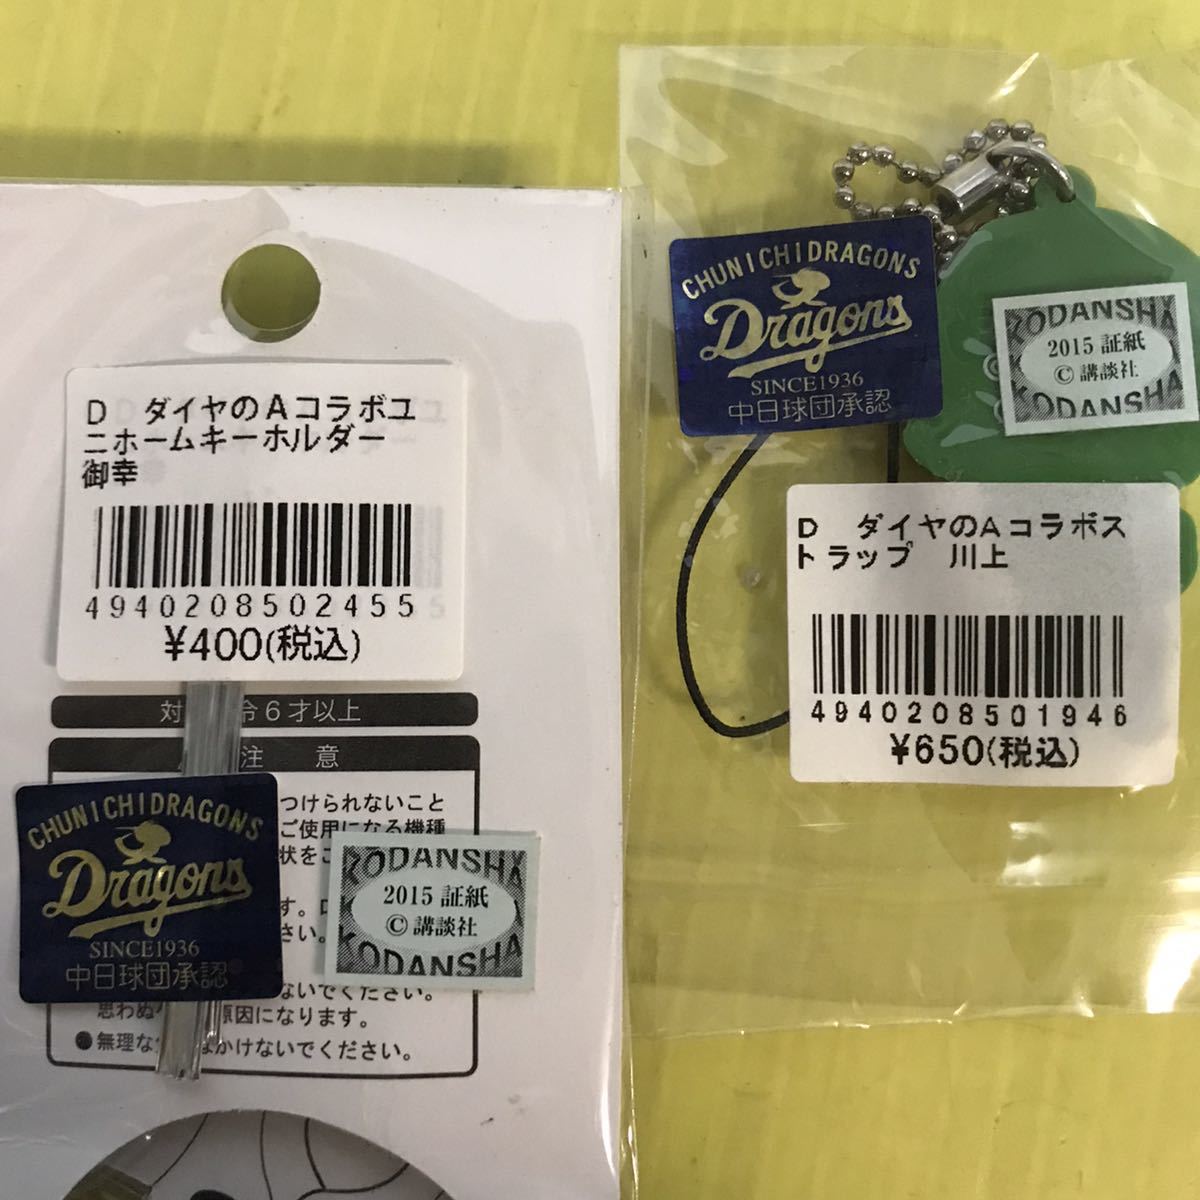 D ダイヤのAコラボユ
ニホームキーホルダー
御幸
4940208502455
¥400(税込)
令6才以上
注 意
つけられないこと
ご使用になる機種
状をご
す。
さい。
ないでください。
思わぬ
原因になります。
●無理な
かけないでください。
CHUNICHIDRAGONS
Dragons
SINCE1936
中日球団承認
KODANSHA
2015 証紙
©講談社
KODANSHA
CHUNICHIDRAGONS
Dragons
SINCE1936
中日球団承認
KODANSHA
2015 証紙
©講談社
KODANSHA
D ダイヤのAコラボス
トラップ 川上
4940208501946
¥650(税込)